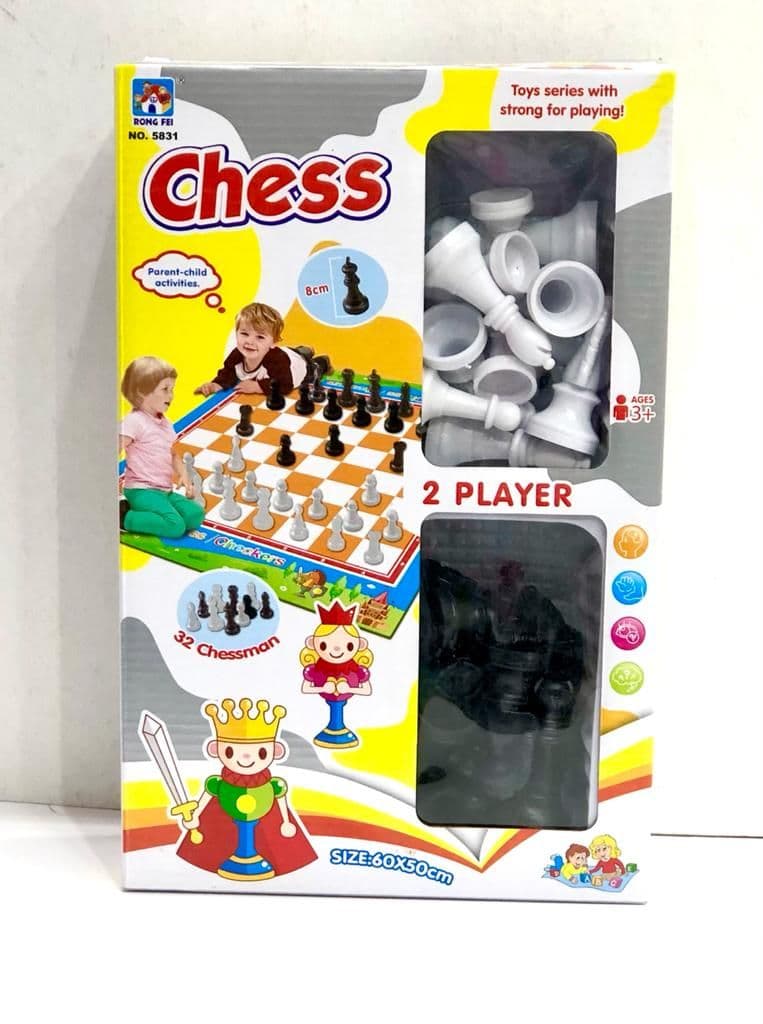 RONG FEI
NO. 5831
Toys series with
strong for playing!
Chess
Parent-child
activities.
8cm
AGES
3+
2 PLAYER
Checkers
32 Chessman
SIZE:60X50cm